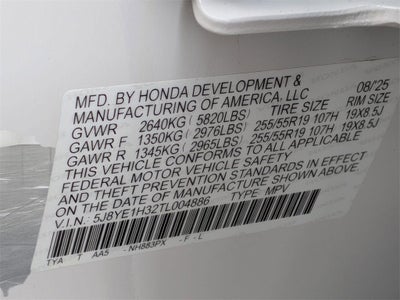 MFD. BY HONDA DEVELOPMENT & 08/25
MANUFACTURING OF AMERICA, LLC
TIRE SIZE RIM SIZE
GVWR 2640KG (5820LBS)
GAWR F 1350KG (2976LBS) 255/55R19 107H 19X8.5J
GAWR R 1345KG (2965LBS) 255/55R19 107H 19X8.5J
THIS VEHICLE CONFORMS TO ALL APPLICABLE
FEDERAL MOTOR VEHICLE SAFETY
AND THEFT PREVENTION STANDARDS IN EFFECT
ON THE DATE OF MANUFACTURE SHOWN ABOVE.
V.I.N.: 5J8YE1H32TL004886 TYPE: MPV
TYA T AA5 -NH883PX -F -L